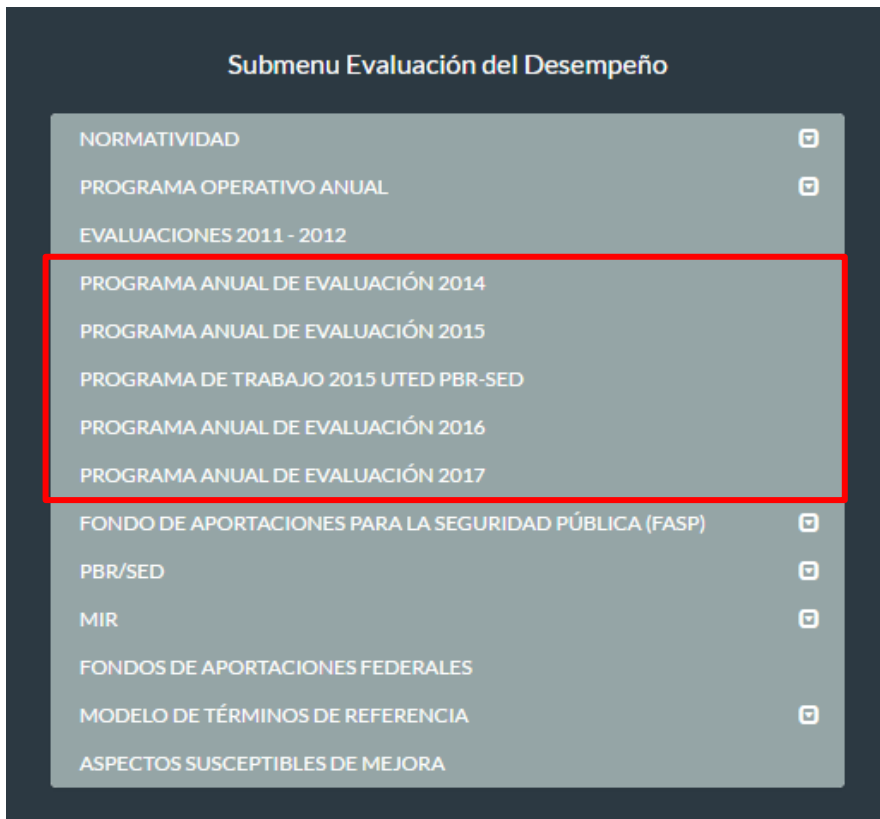 Submenu Evaluación del Desempeño
NORMATIVIDAD
PROGRAMA OPERATIVO ANUAL
EVALUACIONES 2011 - 2012
PROGRAMA ANUAL DE EVALUACIÓN 2014
PROGRAMA ANUAL DE EVALUACIÓN 2015
PROGRAMA DE TRABAJO 2015 UTED PBR-SED
PROGRAMA ANUAL DE EVALUACIÓN 2016
PROGRAMA ANUAL DE EVALUACIÓN 2017
FONDO DE APORTACIONES PARA LA SEGURIDAD PÚBLICA (FASP)
PBR/SED
MIR
FONDOS DE APORTACIONES FEDERALES
MODELO DE TÉRMINOS DE REFERENCIA
ASPECTOS SUSCEPTIBLES DE MEJORA